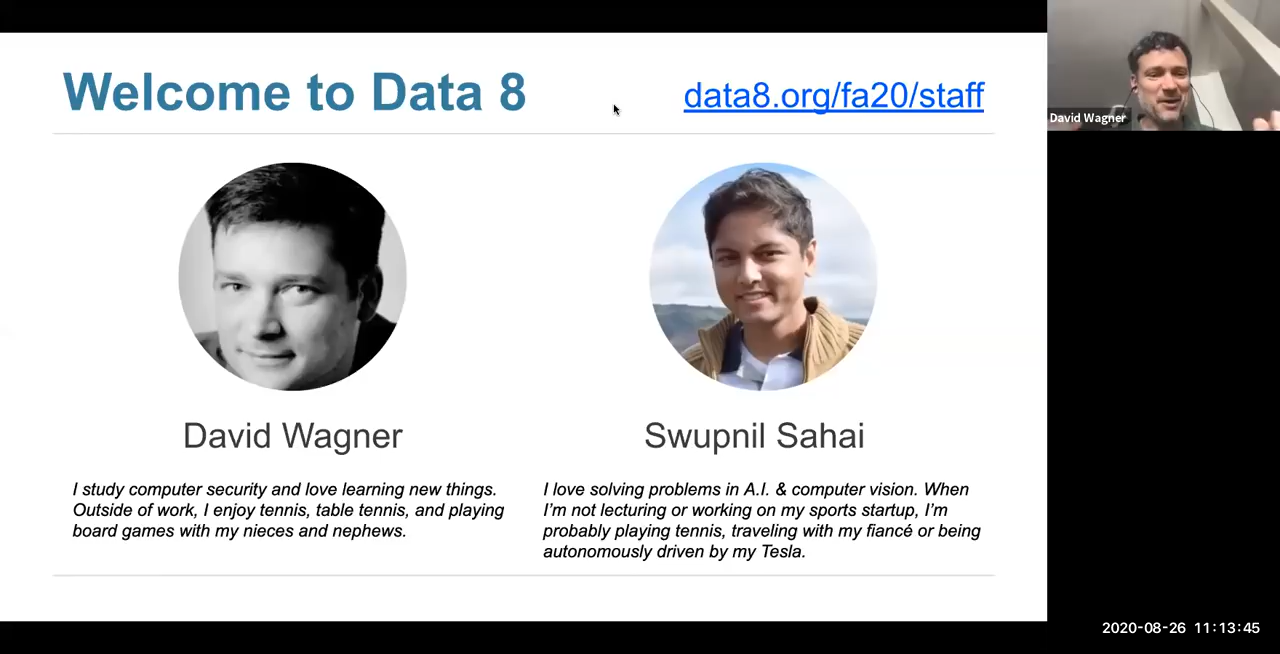 Welcome to Data 8
data8.org/fa20/staff
David Wagner
David Wagner
I study computer security and love learning new things.
Outside of work, I enjoy tennis, table tennis, and playing
board games with my nieces and nephews.
Swupnil Sahai
I love solving problems in A.I. & computer vision. When
I’m not lecturing or working on my sports startup, I’m
probably playing tennis, traveling with my fiancé or being
autonomously driven by my Tesla.
2020-08-26 11:13:45